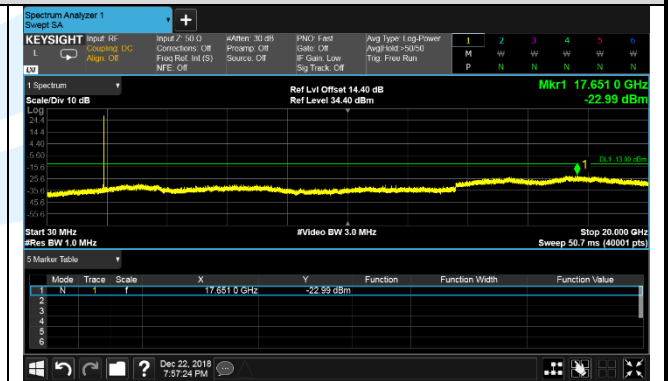 Spectrum Analyzer 1
Swept SA
+
KEYSIGHT Input: RF
L
Coupling: DC
Align: Off
Input Z: 50 Ω
Corrections: Off
Freq Ref: Int (S)
NFE: Off
#Atten: 30 dB
Preamp: Off
Source: Off
PNO: Fast
Gate: Off
IF Gain: Low
Sig Track: Off
Avg Type: Log-Power
Avg|Hold:>50/50
Trig: Free Run
1 2 3 4 5 6
M W W W W W
P N N N N N
1 Spectrum
Scale/Div 10 dB
Ref Lvl Offset 14.40 dB
Ref Level 34.40 dBm
Mkr1 17.651 0 GHz
-22.99 dBm
Log
24.4
14.4
4.40
-5.60
-15.6
-25.6
-35.6
-45.6
-55.6
1
DL1 -13.00 dBm
Start 30 MHz
#Res BW 1.0 MHz
#Video BW 3.0 MHz
Stop 20.000 GHz
Sweep 50.7 ms (40001 pts)
5 Marker Table
Mode Trace Scale X Y Function Function Width Function Value
1 N 1 f 17.651 0 GHz -22.99 dBm
2
3
4
5
6
? Dec 22, 2018
7:57:24 PM